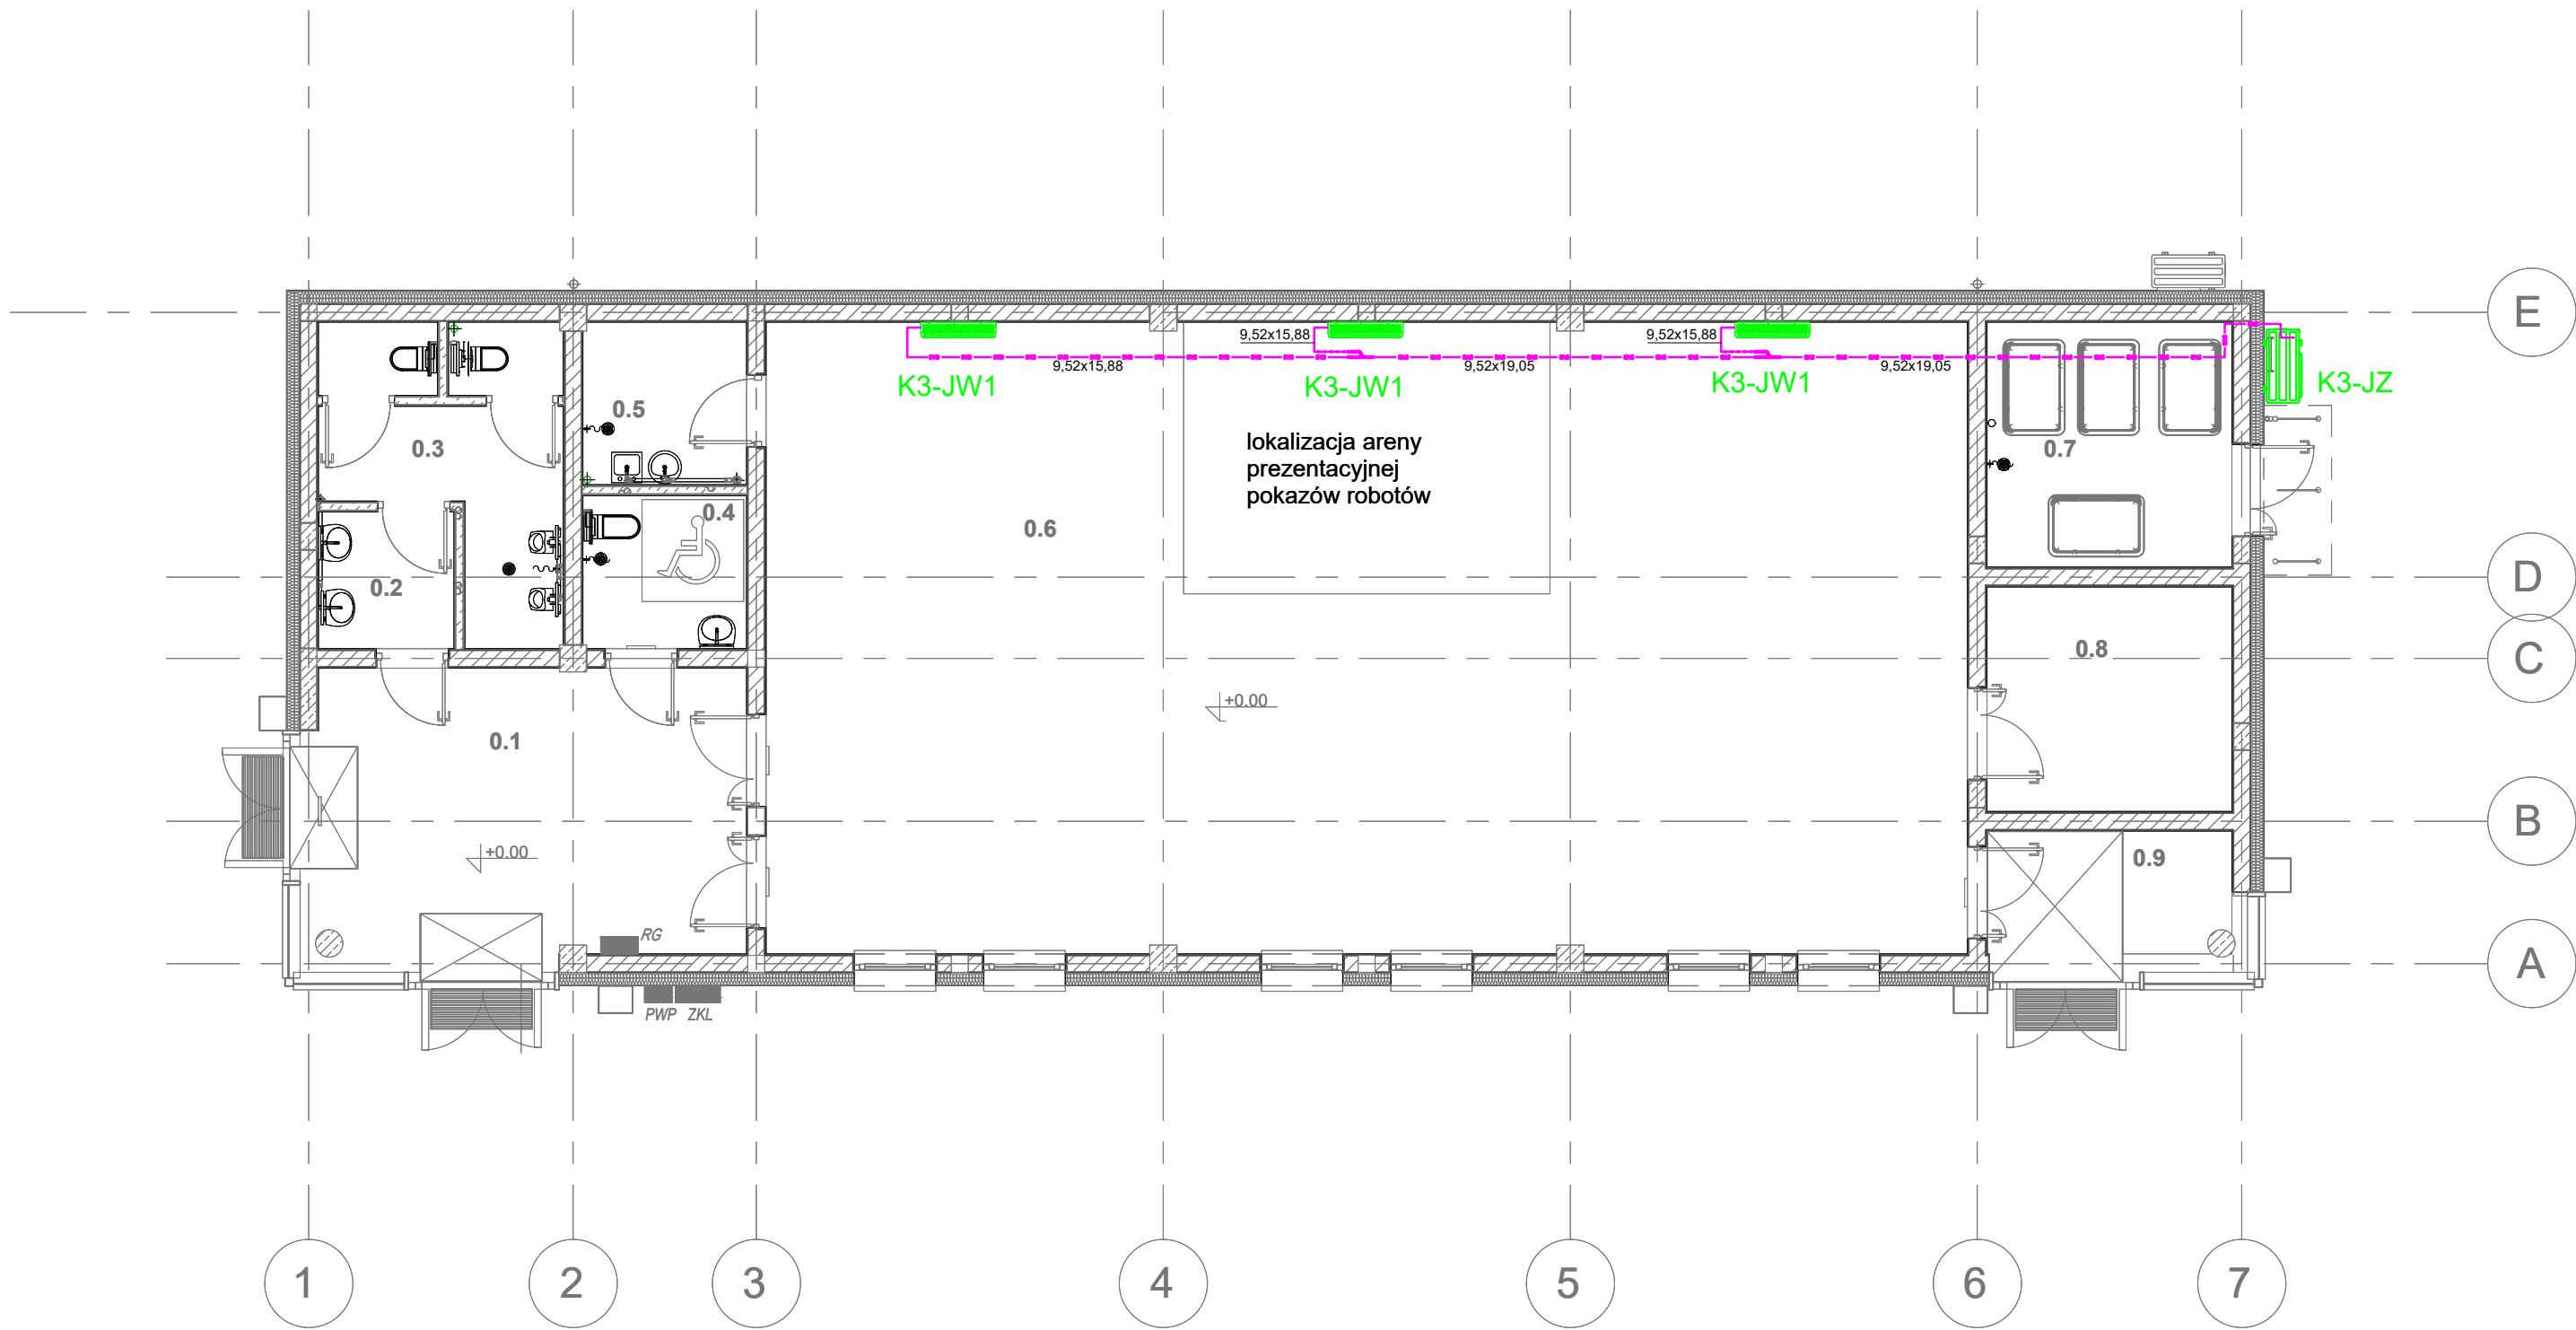 E
9,52x15,88
9,52x15,88
9,52x15,88
9,52x19,05
9,52x19,05
K3-JW1
K3-JW1
K3-JW1
K3-JZ
0.5
0.3
lokalizacja areny
prezentacyjnej
pokazów robotów
0.7
0.4
0.6
0.2
D
0.8
C
+0.00
0.1
B
+0.00
0.9
RG
A
PWP
ZKL
1
2
3
4
5
6
7